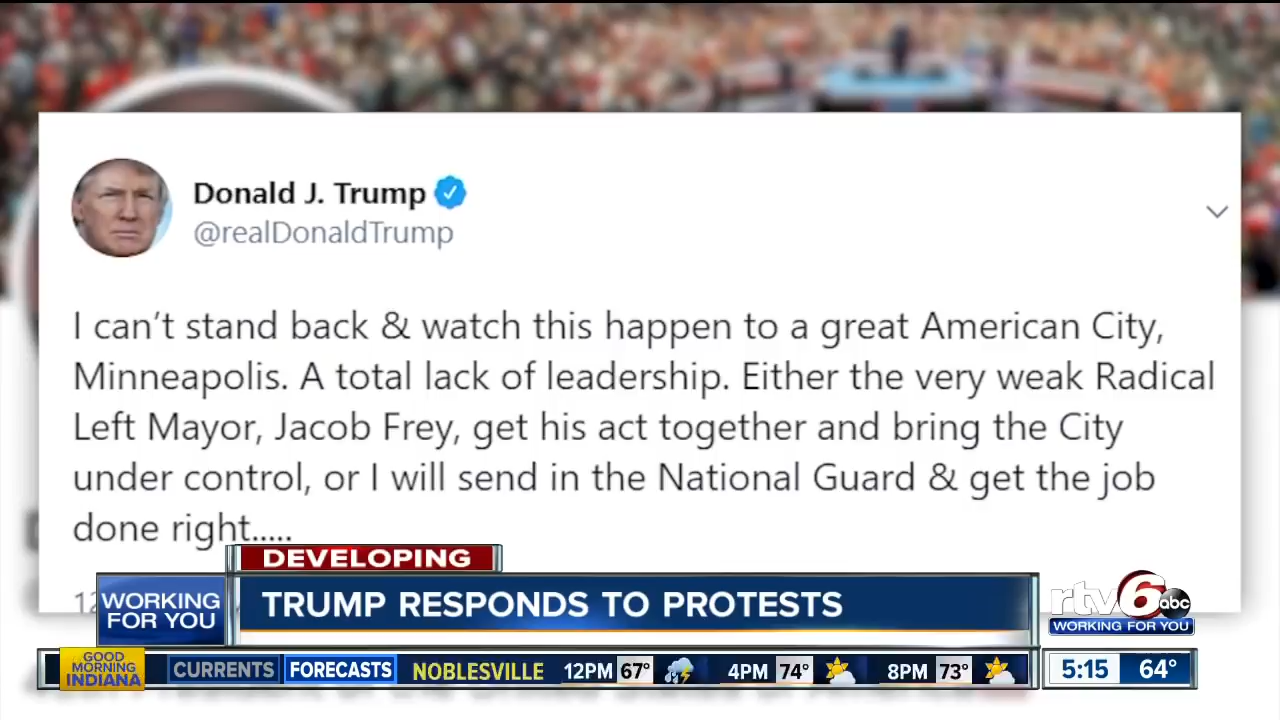 Donald J. Trump
@realDonaldTrump
I can't stand back & watch this happen to a great American City,
Minneapolis. A total lack of leadership. Either the very weak Radical
Left Mayor, Jacob Frey, get his act together and bring the City
under control, or I will send in the National Guard & get the job
done right.....
DEVELOPING
WORKING
FOR YOU
TRUMP RESPONDS TO PROTESTS
rtv6 abc
WORKING FOR YOU
GOOD
MORNING
INDIANA
CURRENTS FORECASTS NOBLESVILLE 12PM 67° 4PM 74° 8PM 73°
5:15 64°